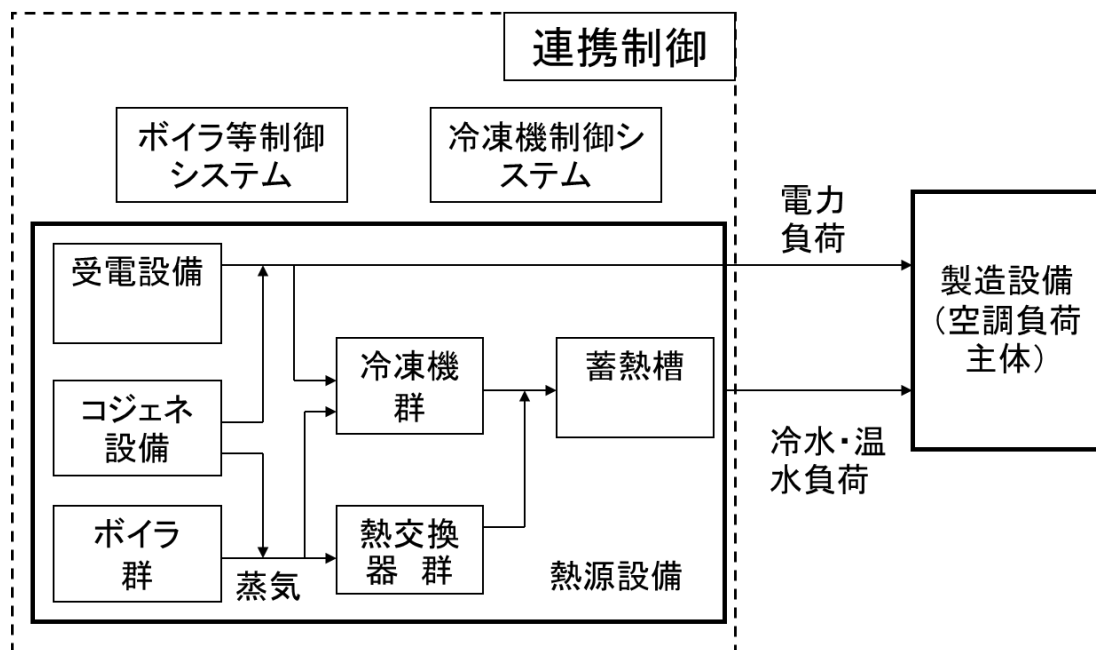 連携制御
ボイラ等制御
システム
冷凍機制御シ
ステム
電力
負荷
受電設備
製造設備
（空調負荷
主体）
冷凍機
群
蓄熱槽
コジェネ
設備
冷水・温
水負荷
ボイラ
群
熱交換
器 群
蒸気
熱源設備